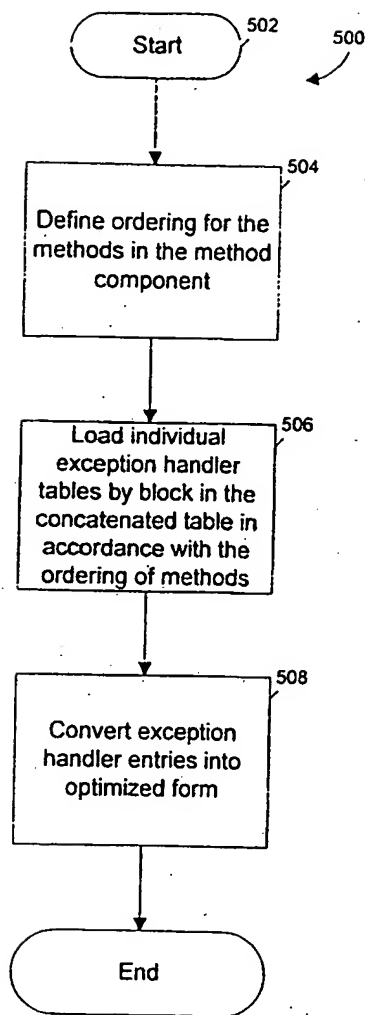 Start
502
500
504
Define ordering for the
methods in the method
component
506
Load individual
exception handler
tables by block in the
concatenated table in
accordance with the
ordering of methods
508
Convert exception
handler entries into
optimized form
End